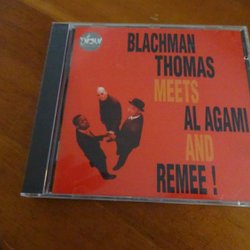 BLACHMAN
THOMAS
MEETS
AL AGAMI
AND
REMEE !